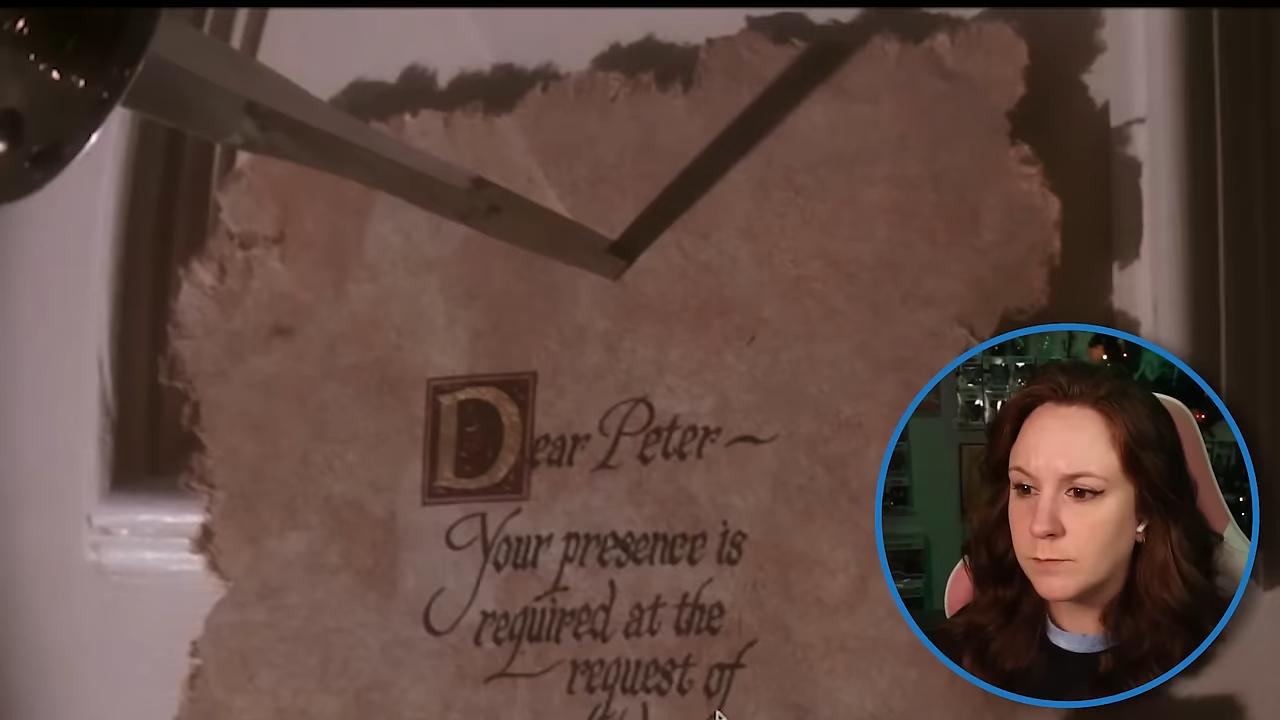 Dear Peter~
Your presence is
required at the
request of